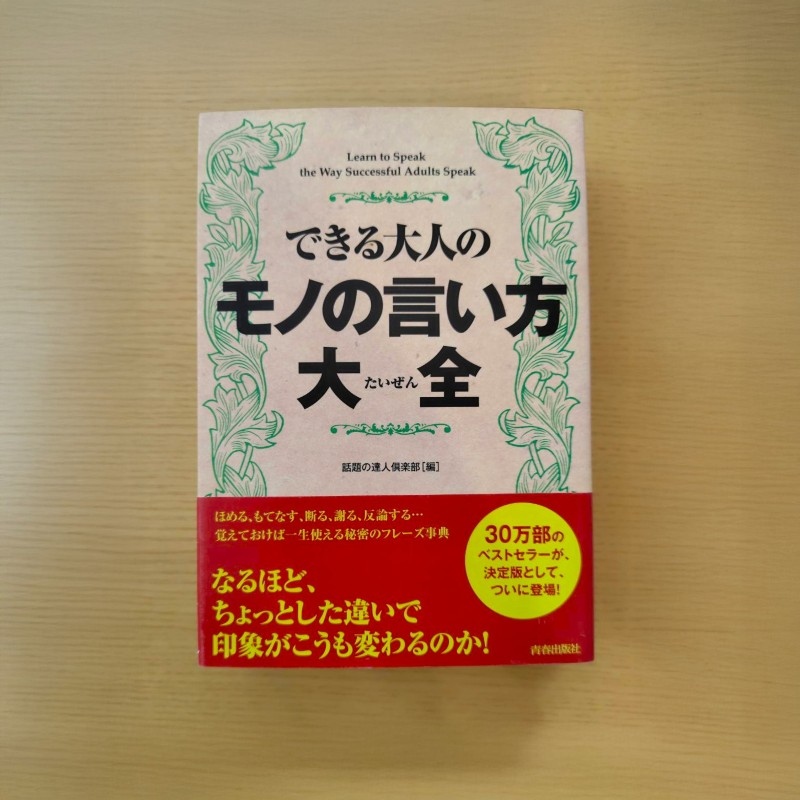 Learn to Speak
the Way Successful Adults Speak
できる大人の
モノの言い方
大たいぜん全
話題の達人倶楽部[編]
ほめる、もてなす、断る、謝る、反論する…
覚えておけば一生使える秘密のフレーズ事典
なるほど、
ちょっとした違いで
印象がこうも変わるのか!
30万部の
ベストセラーが、
決定版として、
ついに登場!
青春出版社